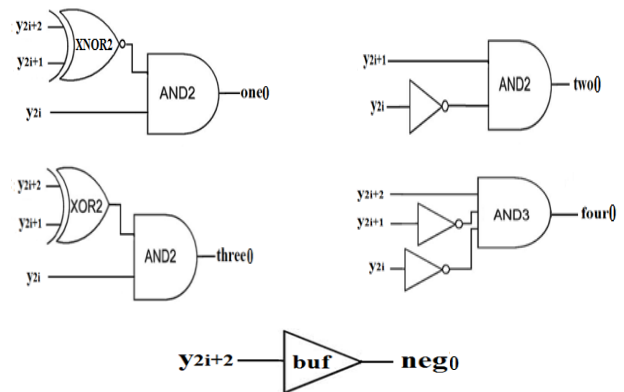 y2i+2
XNOR2
y2i+1
AND2
one()
y2i
y2i+1
AND2
two()
y2i
y2i+2
XOR2
y2i+1
AND2
three()
y2i
y2i+2
y2i+1
AND3
four()
y2i
y2i+2
buf
neg()